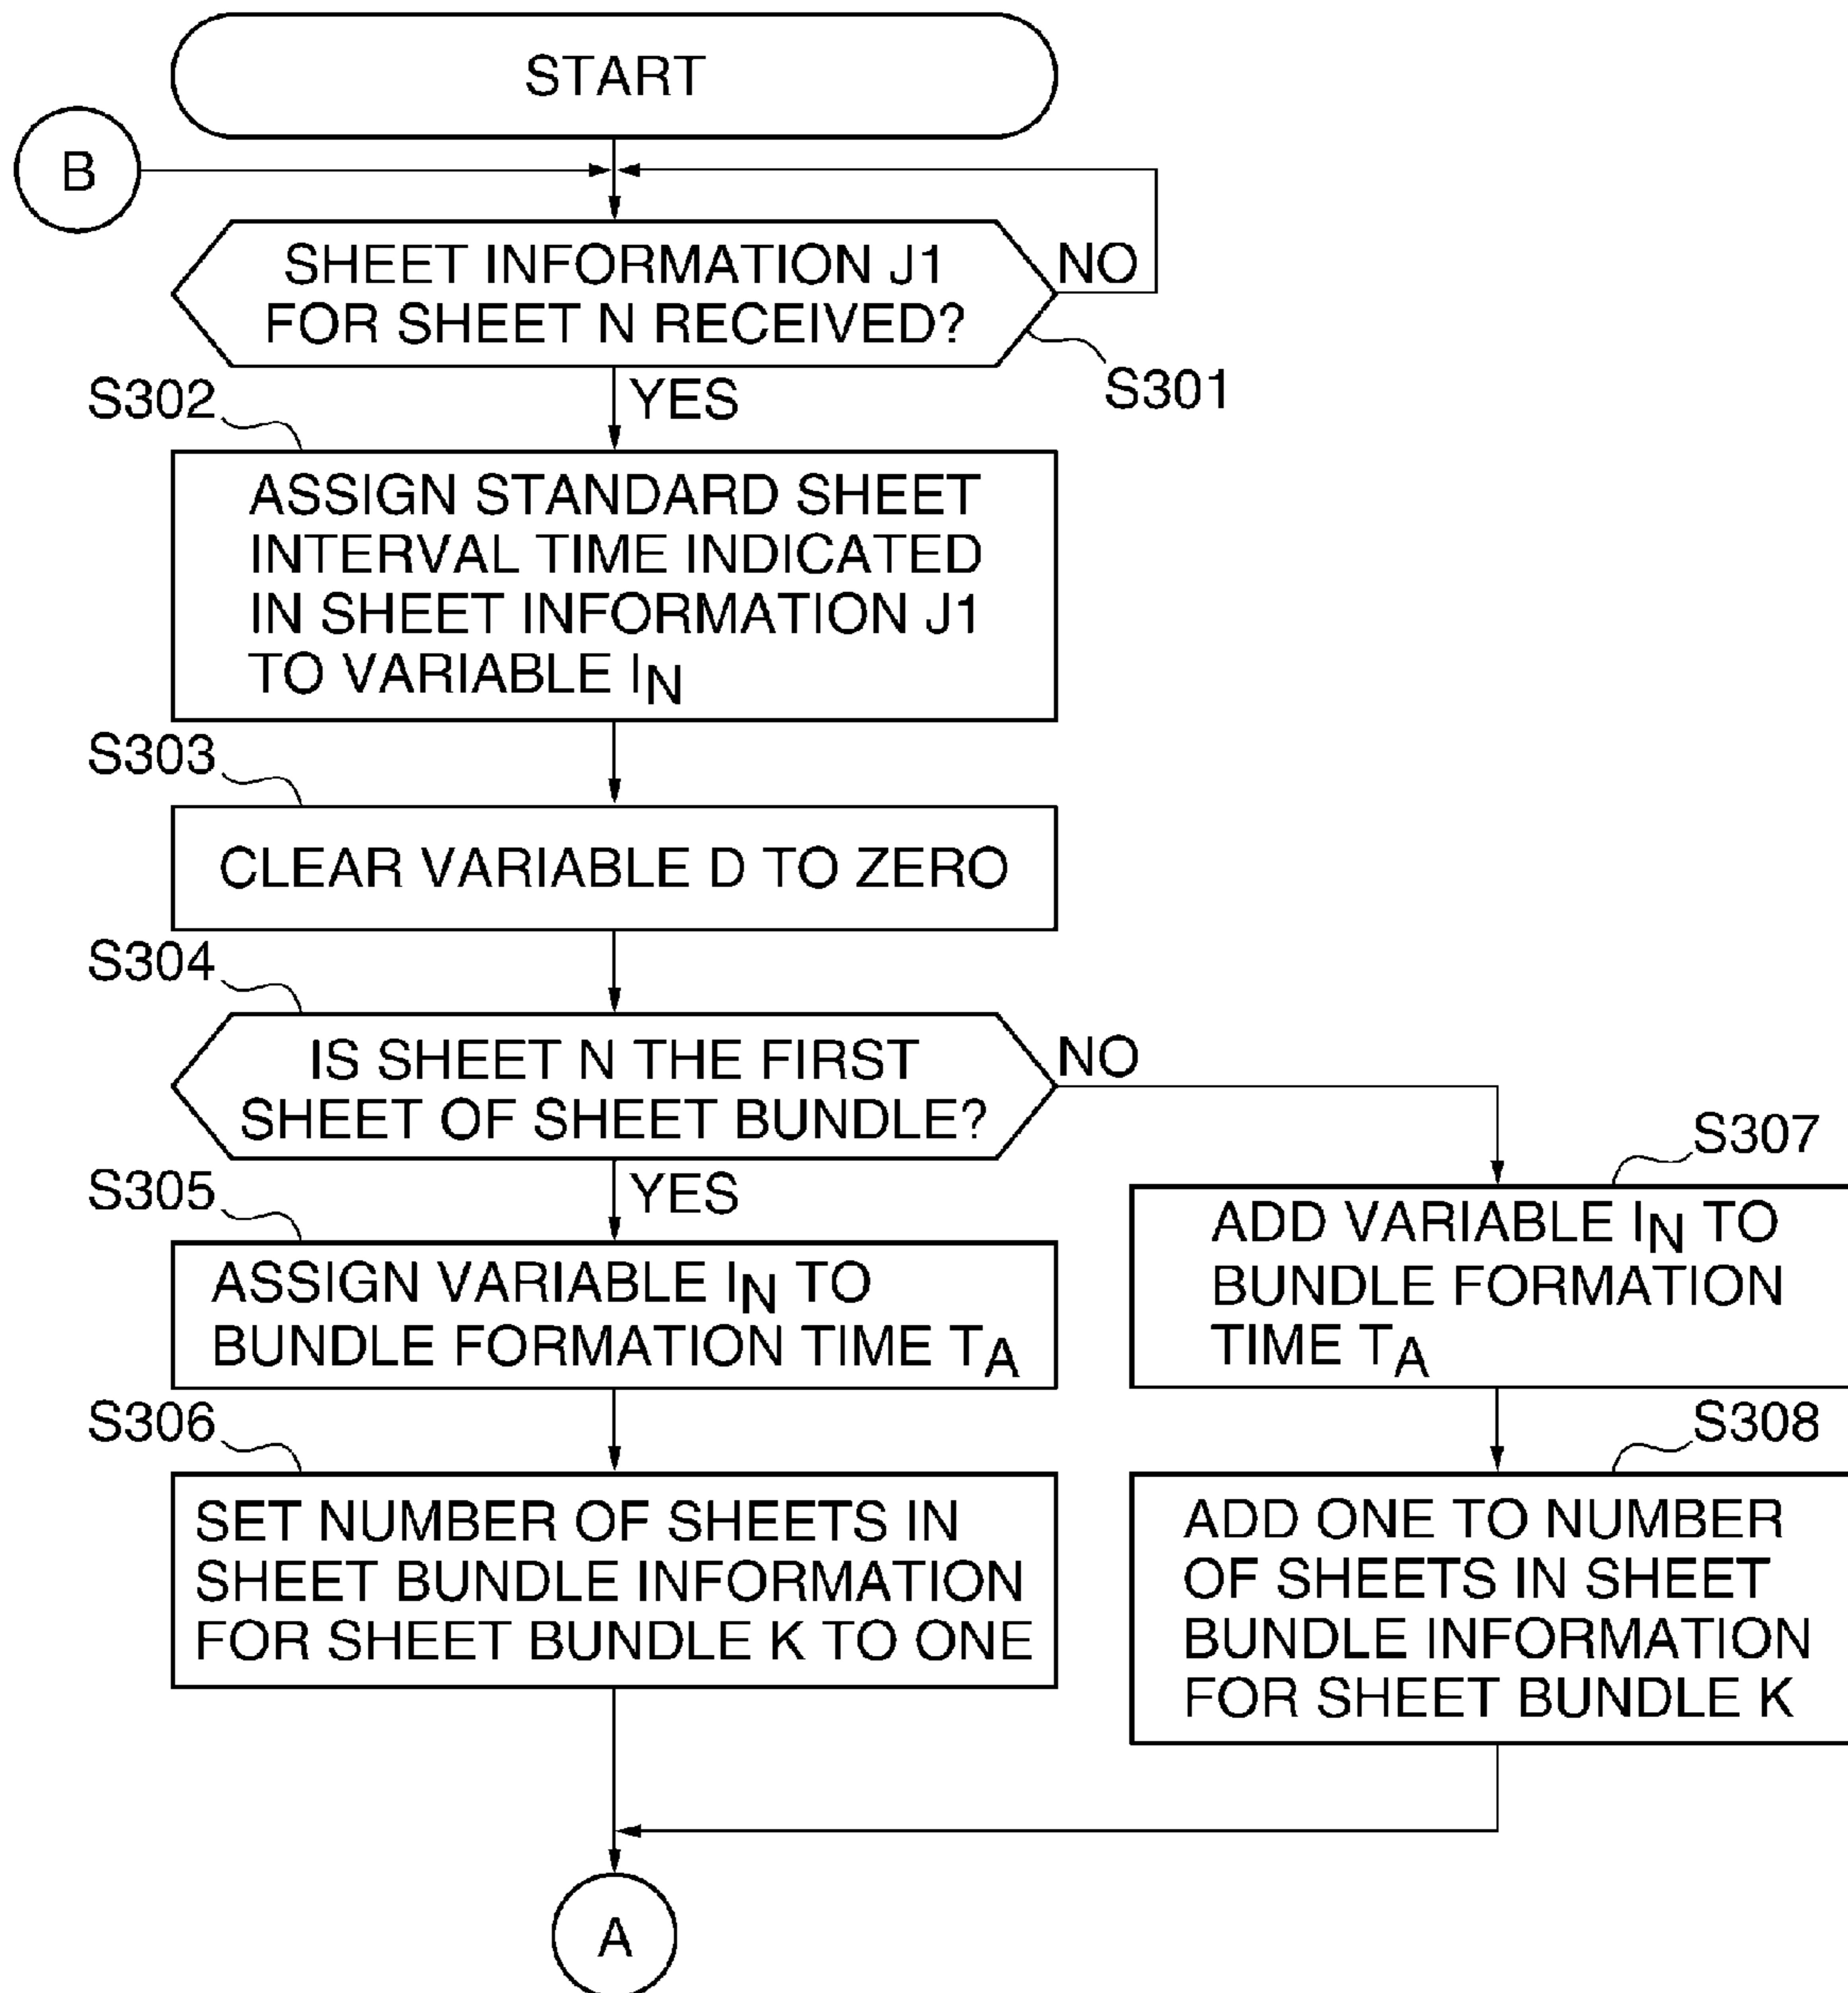 START
B
SHEET INFORMATION J1
FOR SHEET N RECEIVED?
NO
S301
YES
S302
ASSIGN STANDARD SHEET
INTERVAL TIME INDICATED
IN SHEET INFORMATION J1
TO VARIABLE IN
S303
CLEAR VARIABLE D TO ZERO
S304
IS SHEET N THE FIRST
SHEET OF SHEET BUNDLE?
NO
YES
S305
ASSIGN VARIABLE IN TO
BUNDLE FORMATION TIME TA
S306
SET NUMBER OF SHEETS IN
SHEET BUNDLE INFORMATION
FOR SHEET BUNDLE K TO ONE
S307
ADD VARIABLE IN TO
BUNDLE FORMATION
TIME TA
S308
ADD ONE TO NUMBER
OF SHEETS IN SHEET
BUNDLE INFORMATION
FOR SHEET BUNDLE K
A